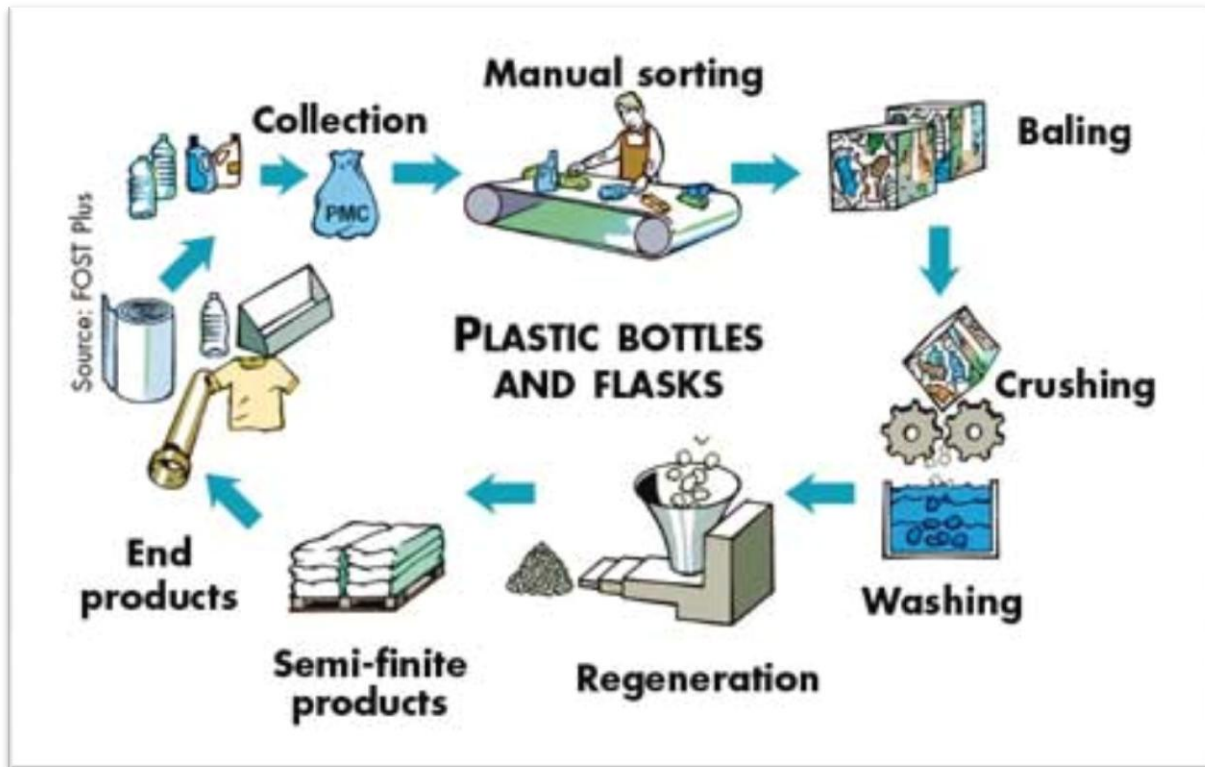 Manual sorting
Collection
Baling
PMC
Source: FOST Plus
PLASTIC BOTTLES
AND FLASKS
Crushing
End
products
Washing
Semi-finite
products
Regeneration